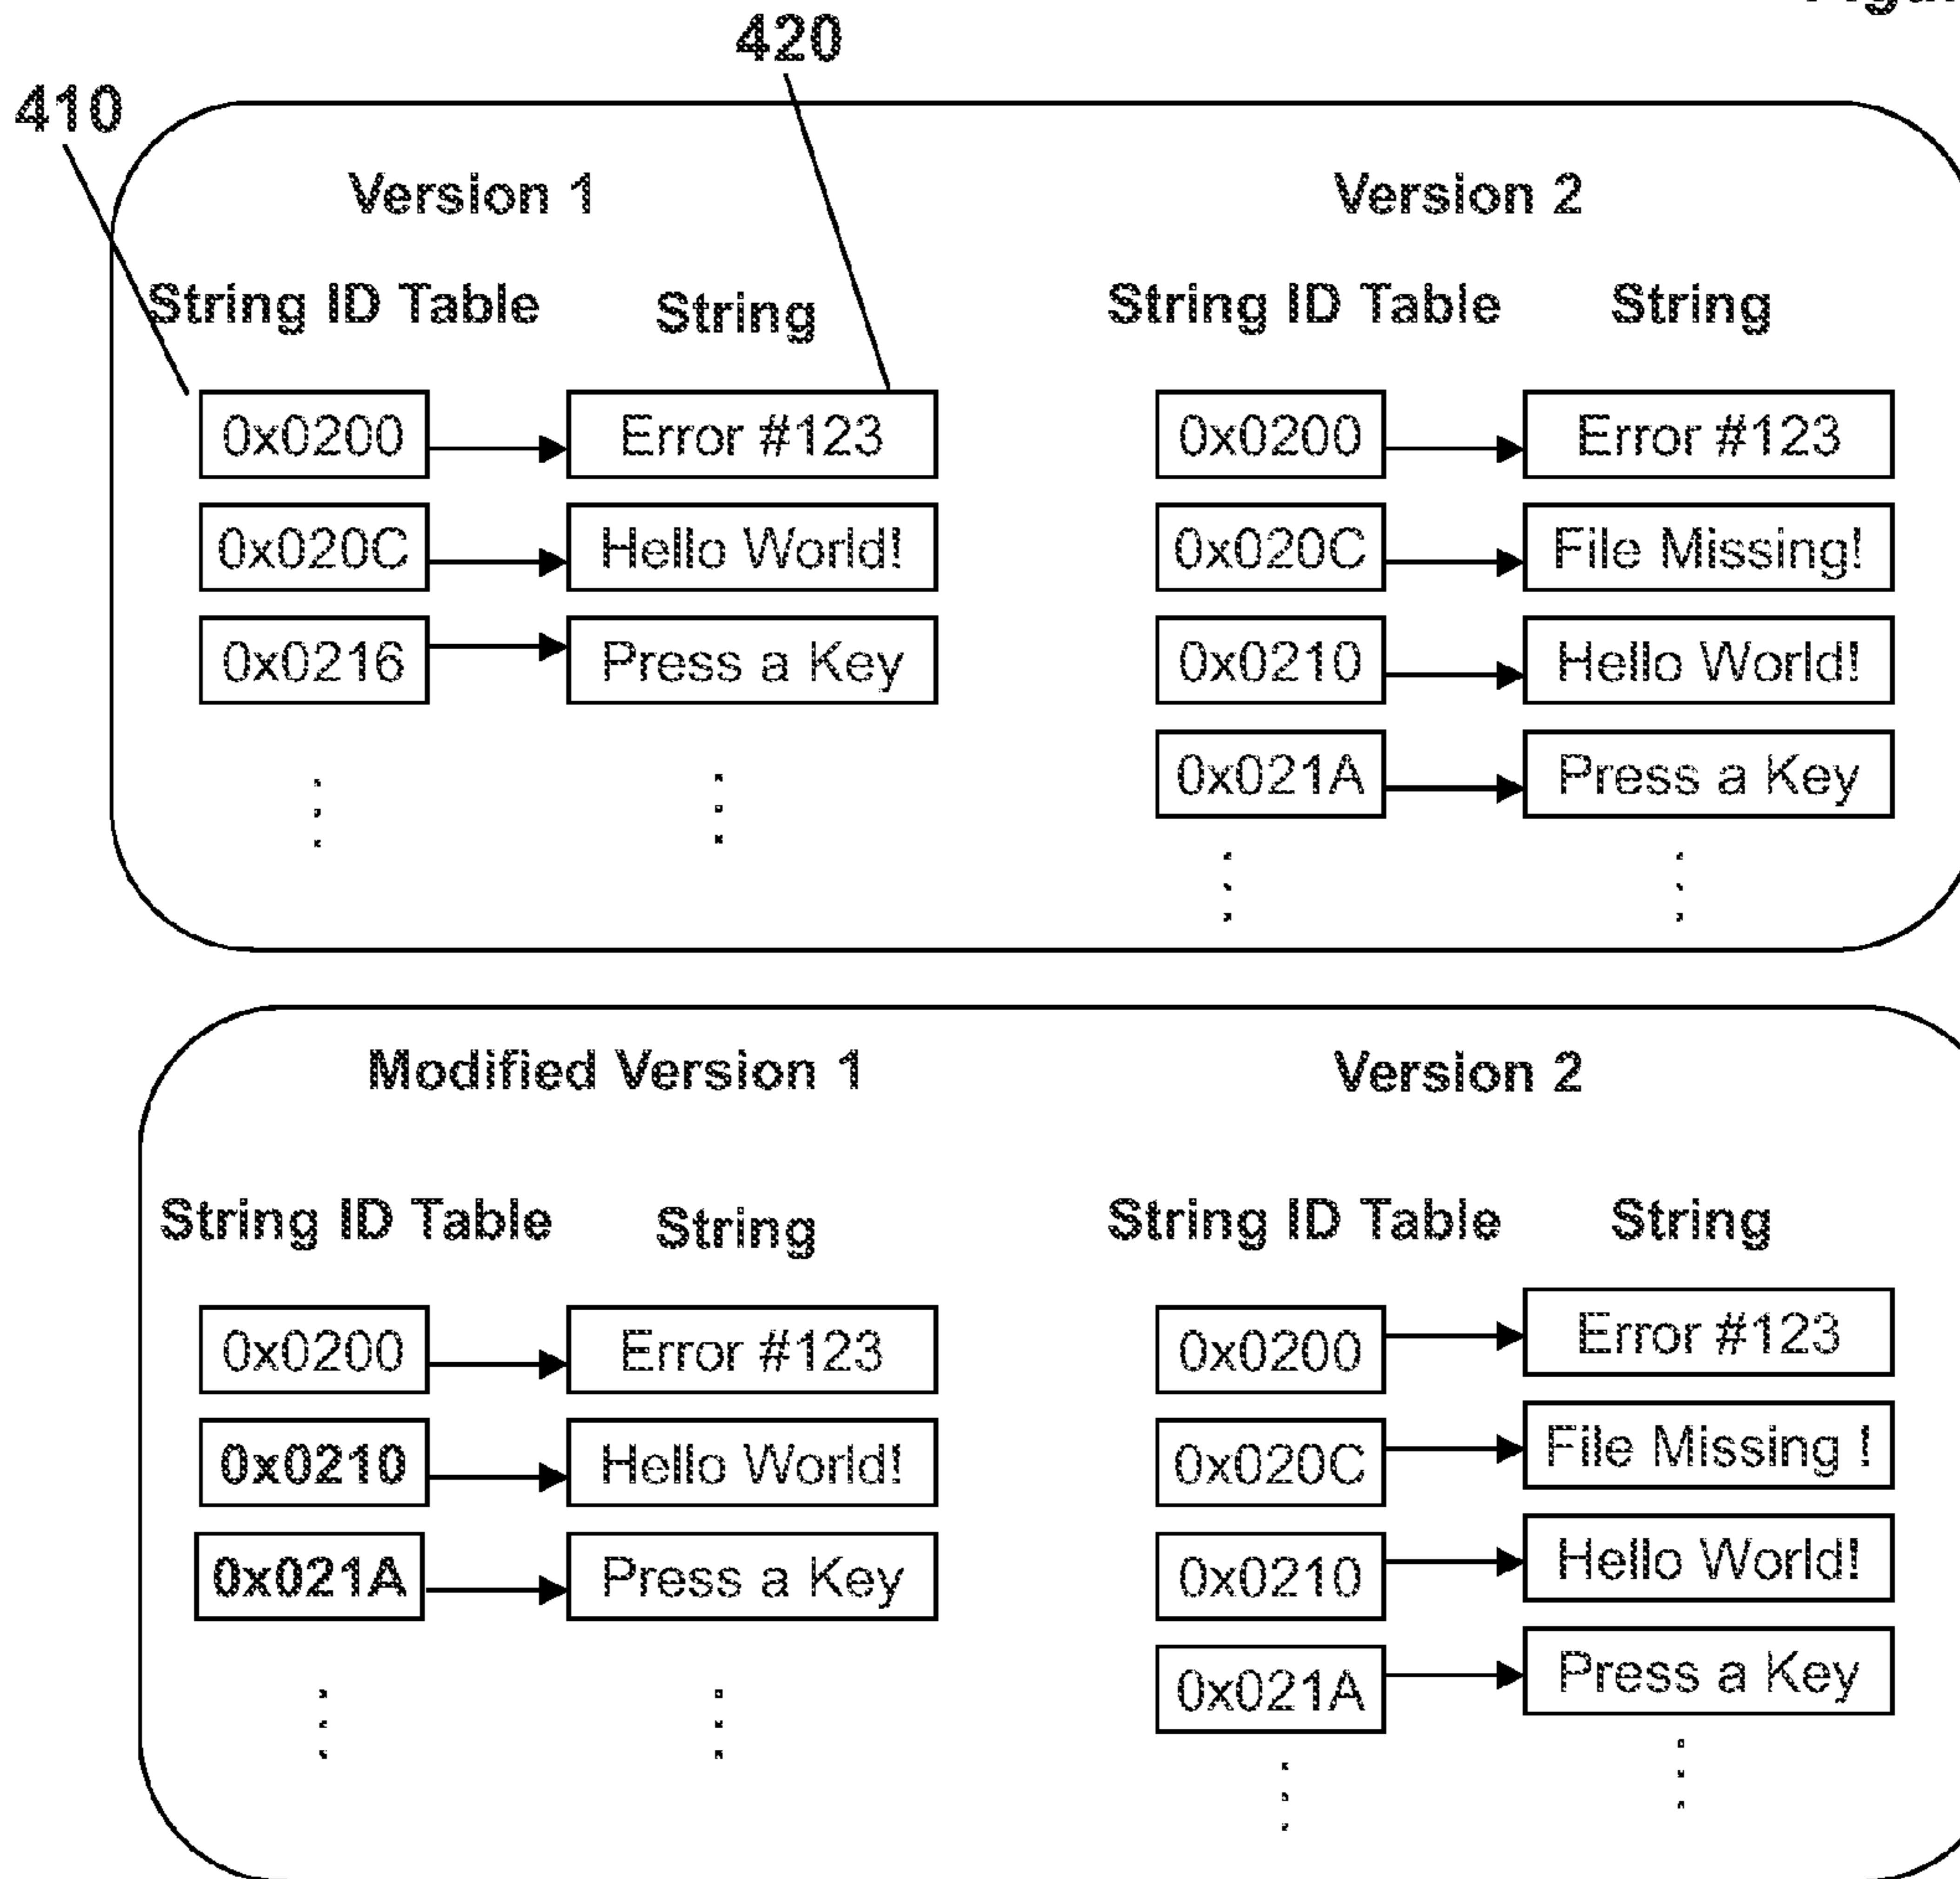 420
410
Version 1
Version 2
String ID Table
String
String ID Table
String
0x0200
Error #123
0x0200
Error #123
0x020C
Hello World!
0x020C
File Missing!
0x0216
Press a Key
0x0210
Hello World!
0x021A
Press a Key
Modified Version 1
Version 2
String ID Table
String
String ID Table
String
0x0200
Error #123
0x0200
Error #123
0x0210
Hello World!
0x020C
File Missing !
0x021A
Press a Key
0x0210
Hello World!
0x021A
Press a Key